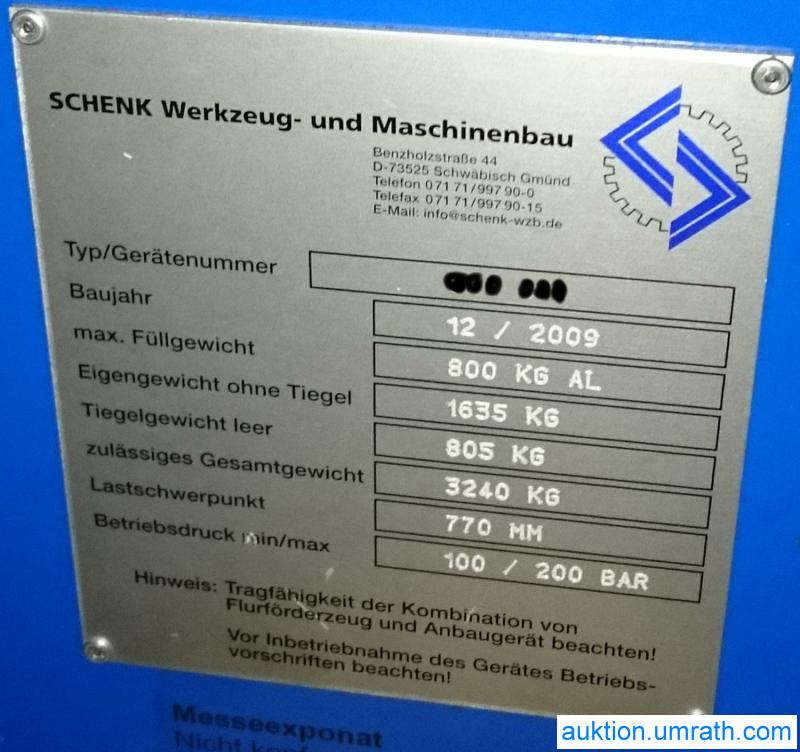 SCHENK Werkzeug- und Maschinenbau
Benzholzstraße 44
D-73525 Schwäbisch Gmünd
Telefon 071 71/997 90-0
Telefax 071 71/997 90-15
E-Mail: info@schenk-wzb.de
Typ/Gerätenummer
Baujahr 12 / 2009
max. Füllgewicht 800 KG AL
Eigengewicht ohne Tiegel 1635 KG
Tiegelgewicht leer 805 KG
zulässiges Gesamtgewicht 3240 KG
Lastschwerpunkt 770 MM
Betriebsdruck min/max 100 / 200 BAR
Hinweis: Tragfähigkeit der Kombination von
Flurförderzeug und Anbaugerät beachten!
Vor Inbetriebnahme des Gerätes Betriebs-
vorschriften beachten!
Messeexponat
Nicht
auktion.umrath.com